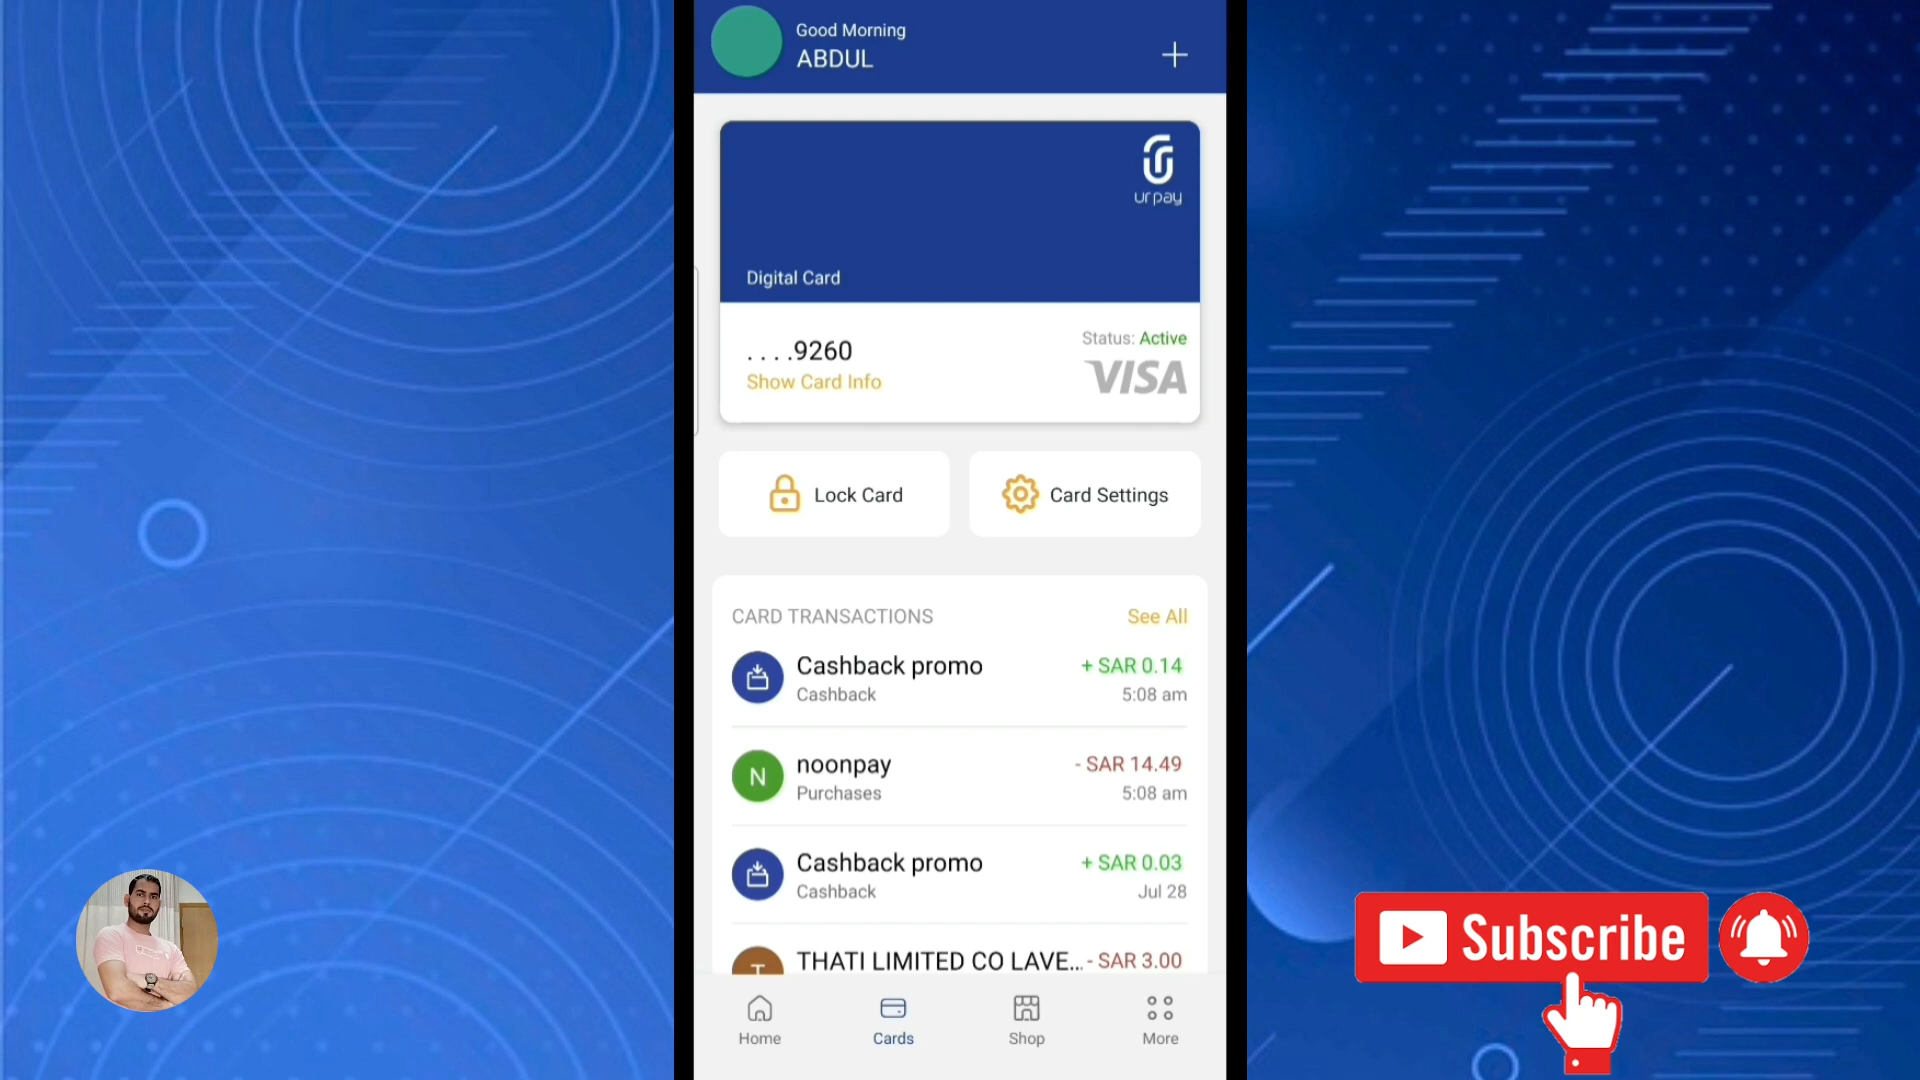 Good Morning
ABDUL
urpay
Digital Card
....9260
Status: Active
Show Card Info
VISA
Lock Card
Card Settings
CARD TRANSACTIONS
See All
Cashback promo
+ SAR 0.14
Cashback
5:08 am
N
noonpay
- SAR 14.49
Purchases
5:08 am
Cashback promo
+ SAR 0.03
Cashback
Jul 28
T
THATI LIMITED CO LAVE...
- SAR 3.00
Home
Cards
Shop
More
Subscribe